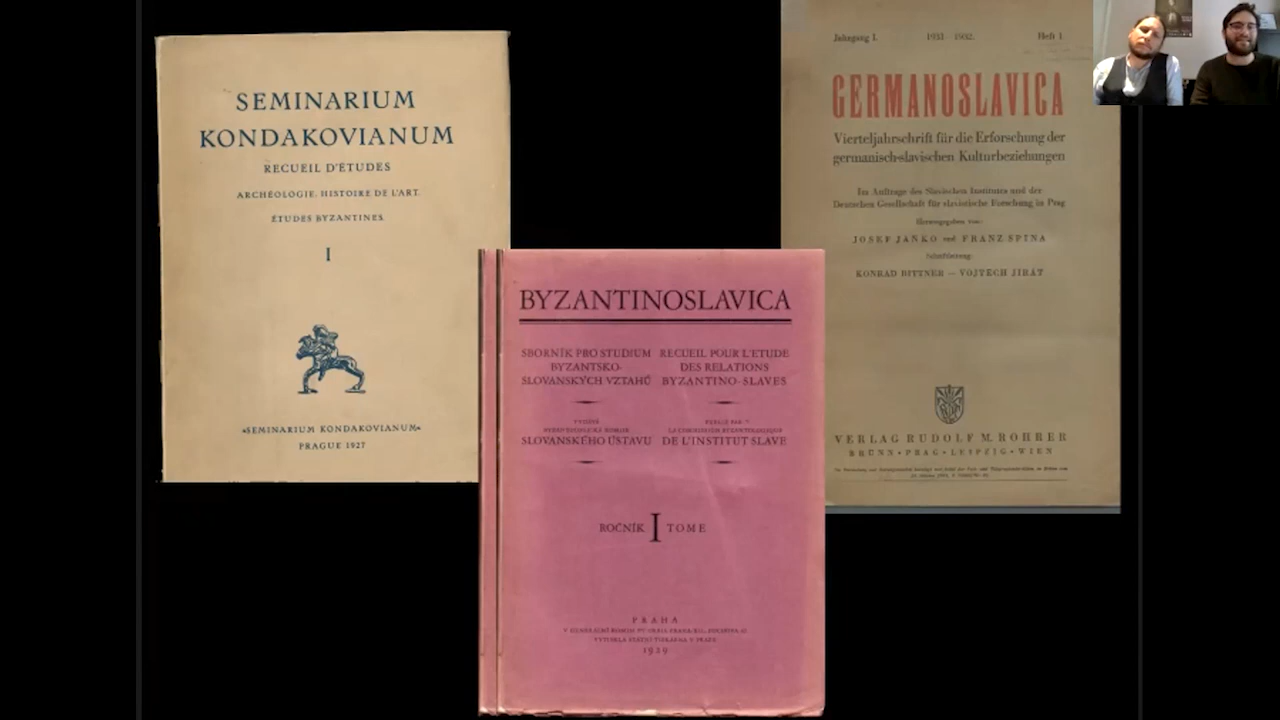 SEMINARIUM
KONDAKOVIANUM
RECUEIL D'ÉTUDES
ARCHÉOLOGIE. HISTOIRE DE L'ART.
ÉTUDES BYZANTINES.
I
«SEMINARIUM KONDAKOVIANUM»
PRAGUE 1927
BYZANTINOSLAVICA
SBORNÍK PRO STUDIUM
BYZANTSKO-
SLOVANSKÝCH VZTAHŮ
SLOVANSKÉHO ÚSTAVU
RECUEIL POUR L'ETUDE
DES RELATIONS
BYZANTINO-SLAVES
DE L'INSTITUT SLAVE
ROČNÍK I TOME
PRAHA
1929
Jahrgang I. 1931-1932. Heft 1.
GERMANOSLAVICA
Vierteljahrschrift für die Erforschung der
germanisch-slavischen Kulturbeziehungen
Im Auftrage des Slavischen Institutes und der
Deutschen Gesellschaft für slavistische Forschung in Prag
Herausgegeben von:
JOSEF JANKO und FRANZ SPINA
Schriftleitung:
KONRAD BITTNER — VOJTECH JIRÁT
VERLAG RUDOLF M. ROHRER
BRÜNN • PRAG • LEIPZIG • WIEN